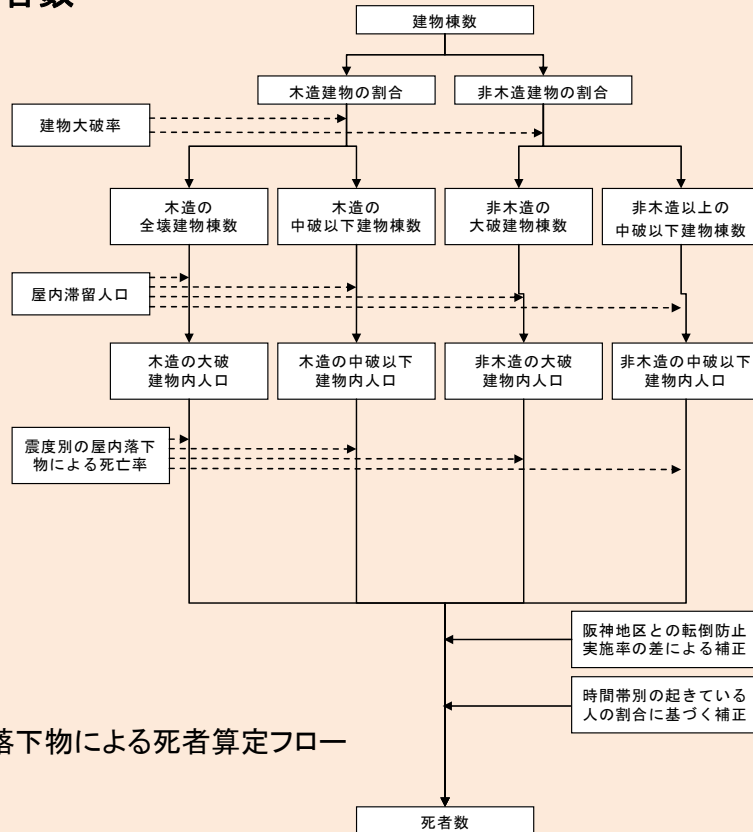 者数
建物棟数
木造建物の割合
非木造建物の割合
建物大破率
木造の
全壊建物棟数
木造の
中破以下建物棟数
非木造の
大破建物棟数
非木造以上の
中破以下建物棟数
屋内滞留人口
木造の大破
建物内人口
木造の中破以下
建物内人口
非木造の大破
建物内人口
非木造の中破以下
建物内人口
震度別の屋内落下
物による死亡率
阪神地区との転倒防止
実施率の差による補正
時間帯別の起きている
人の割合に基づく補正
落下物による死者算定フロー
死者数